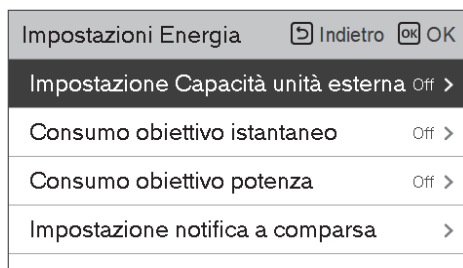 Impostazioni Energia Indietro OK OK
Impostazione Capacità unità esterna Off >
Consumo obiettivo istantaneo Off >
Consumo obiettivo potenza Off >
Impostazione notifica a comparsa >